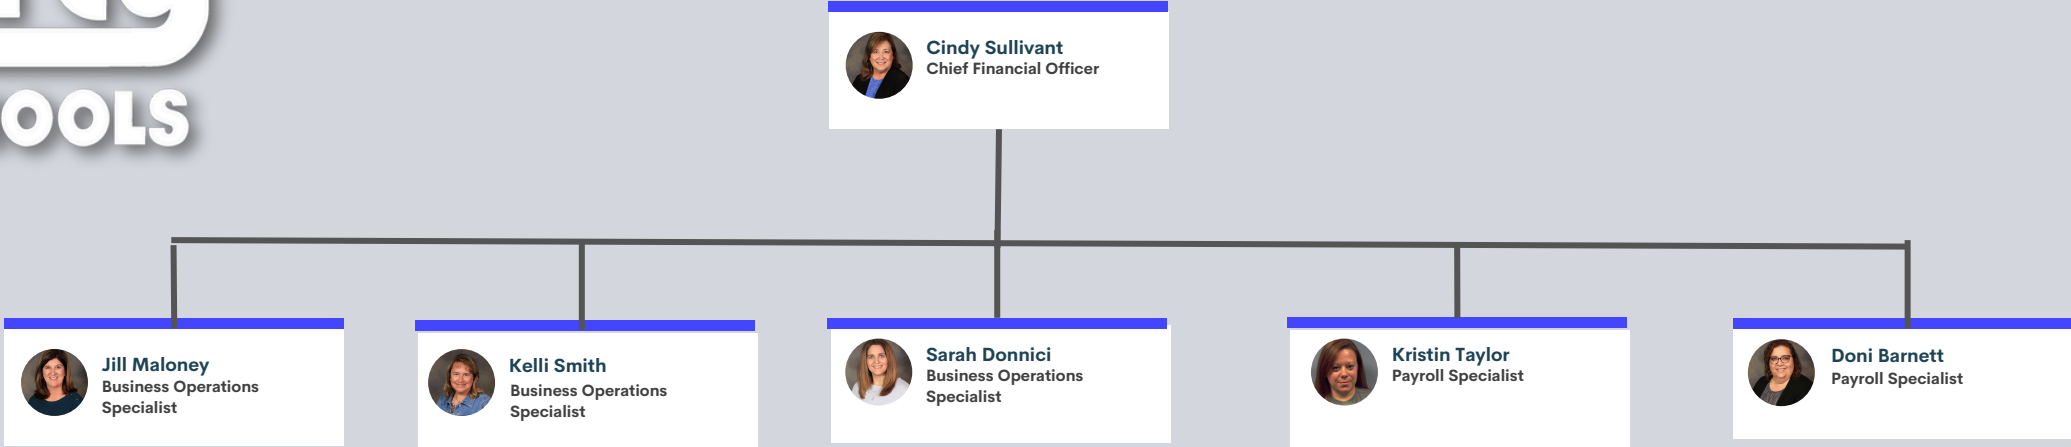 OOLS
Cindy Sullivant
Chief Financial Officer
Jill Maloney
Business Operations
Specialist
Kelli Smith
Business Operations
Specialist
Sarah Donnici
Business Operations
Specialist
Kristin Taylor
Payroll Specialist
Doni Barnett
Payroll Specialist